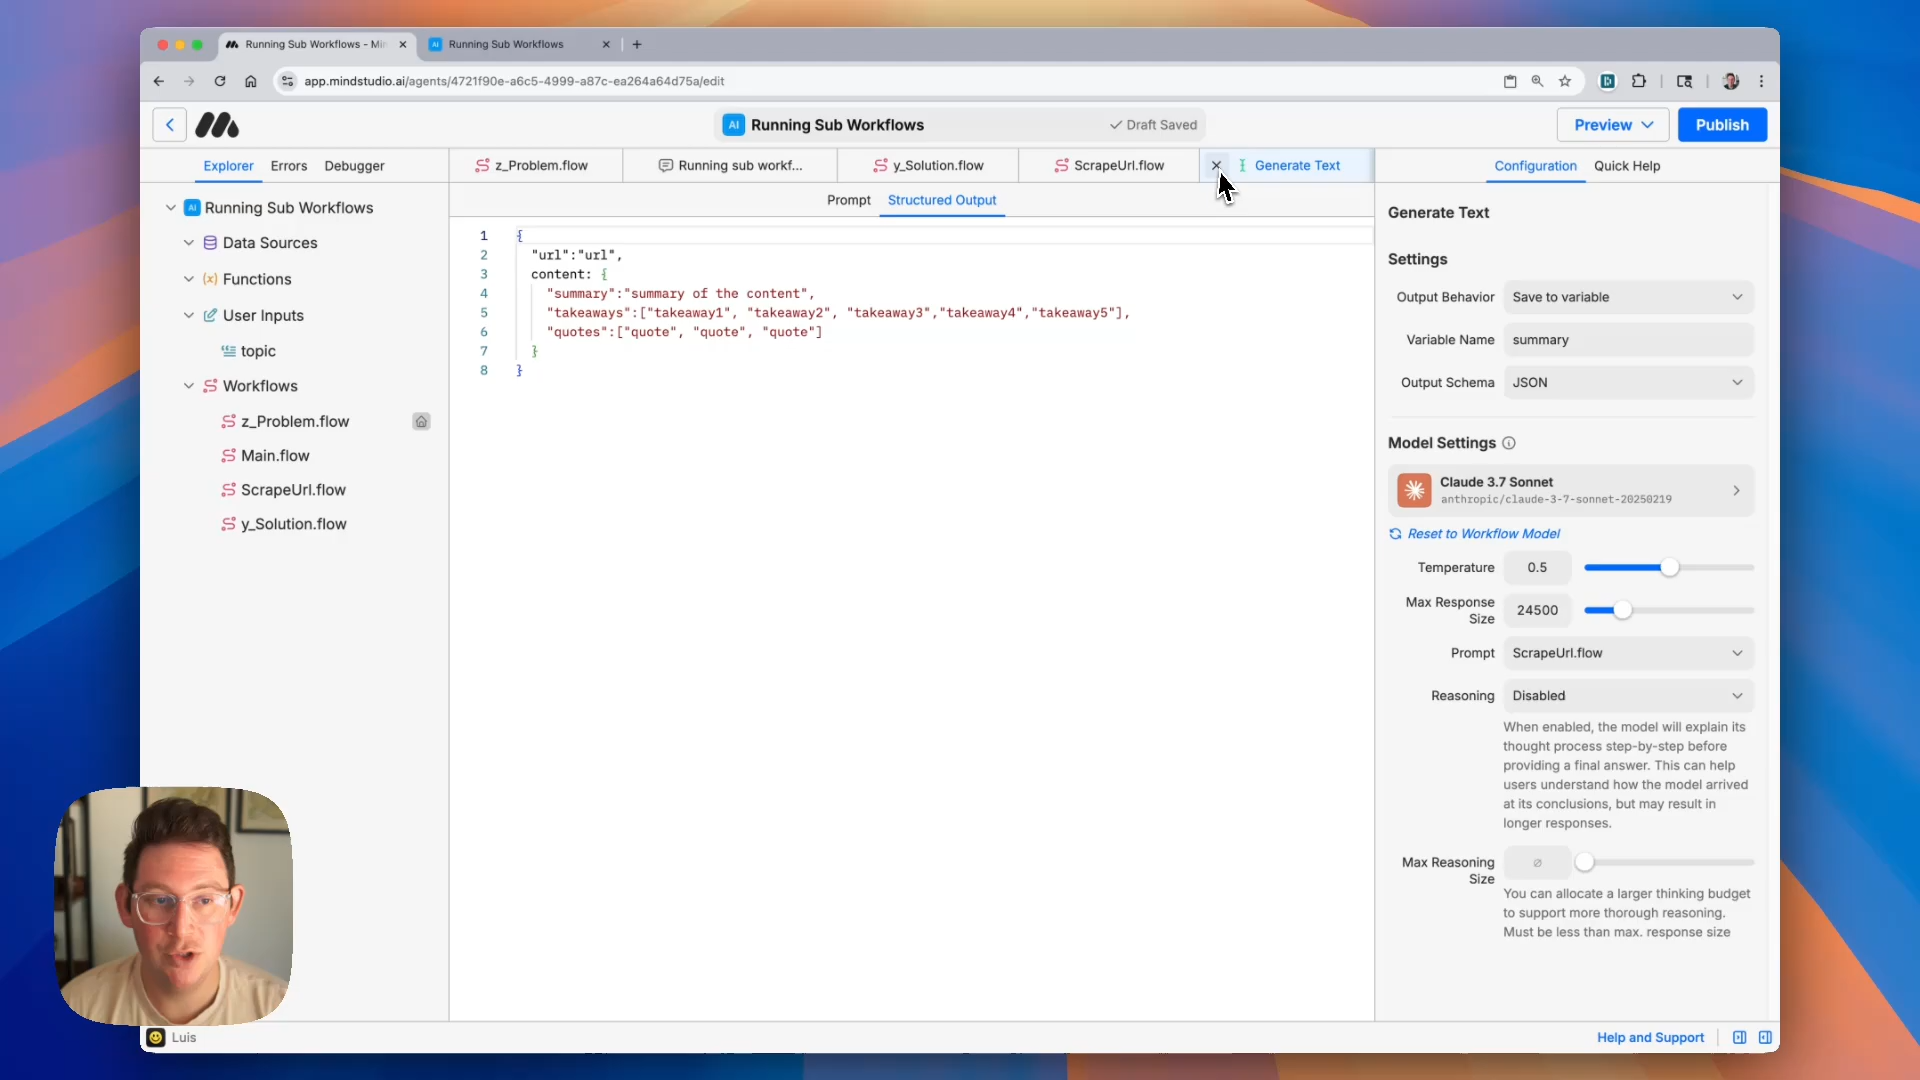 Running Sub Workflows - Min
Running Sub Workflows
app.mindstudio.ai/agents/4721f90e-a6c5-4999-a87c-ea264a64d75a/edit
AI Running Sub Workflows
Draft Saved
Preview
Publish
Explorer Errors Debugger
z_Problem.flow
Running sub workf...
y_Solution.flow
ScrapeUrl.flow
Generate Text
Configuration Quick Help
Prompt Structured Output
Running Sub Workflows
Data Sources
Functions
User Inputs
topic
Workflows
z_Problem.flow
Main.flow
ScrapeUrl.flow
y_Solution.flow
1 {
2 "url":"url",
3 content: {
4 "summary":"summary of the content",
5 "takeaways":["takeaway1", "takeaway2", "takeaway3","takeaway4","takeaway5"],
6 "quotes":["quote", "quote", "quote"]
7 }
8 }
Generate Text
Settings
Output Behavior Save to variable
Variable Name summary
Output Schema JSON
Model Settings
Claude 3.7 Sonnet
anthropic/claude-3-7-sonnet-20250219
Reset to Workflow Model
Temperature 0.5
Max Response
Size 24500
Prompt ScrapeUrl.flow
Reasoning Disabled
When enabled, the model will explain its
thought process step-by-step before
providing a final answer. This can help
users understand how the model arrived
at its conclusions, but may result in
longer responses.
Max Reasoning
Size
You can allocate a larger thinking budget
to support more thorough reasoning.
Must be less than max. response size
Luis
Help and Support